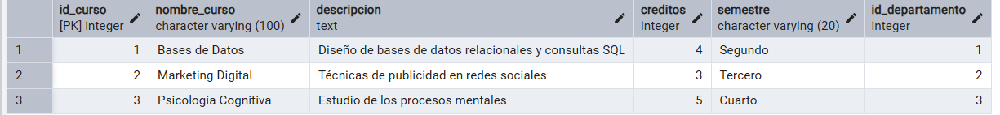 id_curso nombre_curso descripcion creditos semestre id_departamento
[PK] integer character varying (100) text integer character varying (20) integer
1 1 Bases de Datos Diseño de bases de datos relacionales y consultas SQL 4 Segundo 1
2 2 Marketing Digital Técnicas de publicidad en redes sociales 3 Tercero 2
3 3 Psicología Cognitiva Estudio de los procesos mentales 5 Cuarto 3